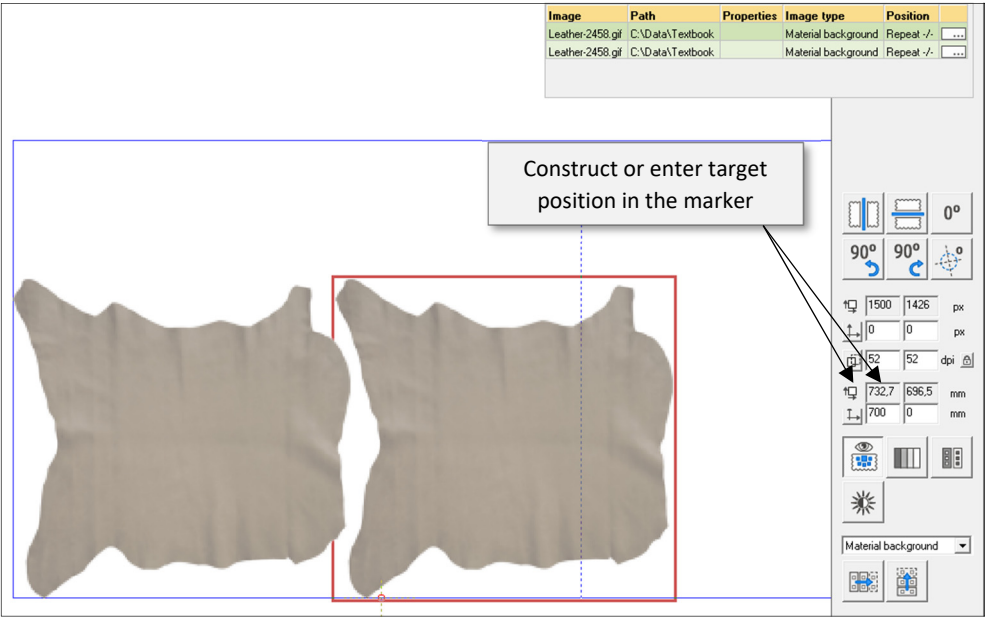 Image Path Properties Image type Position
Leather-2458.gif C:\Data\Textbook Material background Repeat -/- ...
Leather-2458.gif C:\Data\Textbook Material background Repeat -/- ...
Construct or enter target
position in the marker
0º
90º 90º º
1500 1426 px
0 0 px
52 52 dpi
732,7 696,5 mm
700 0 mm
Material background